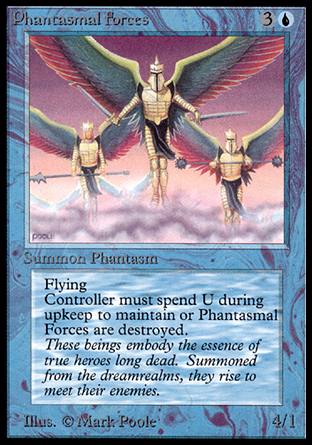 Phantasmal Forces 3
POOLE
Summon Phantasm
Flying
Controller must spend U during
upkeep to maintain or Phantasmal
Forces are destroyed.
These beings embody the essence of
true heroes long dead. Summoned
from the dreamrealms, they rise to
meet their enemies.
Illus. © Mark Poole 4/1